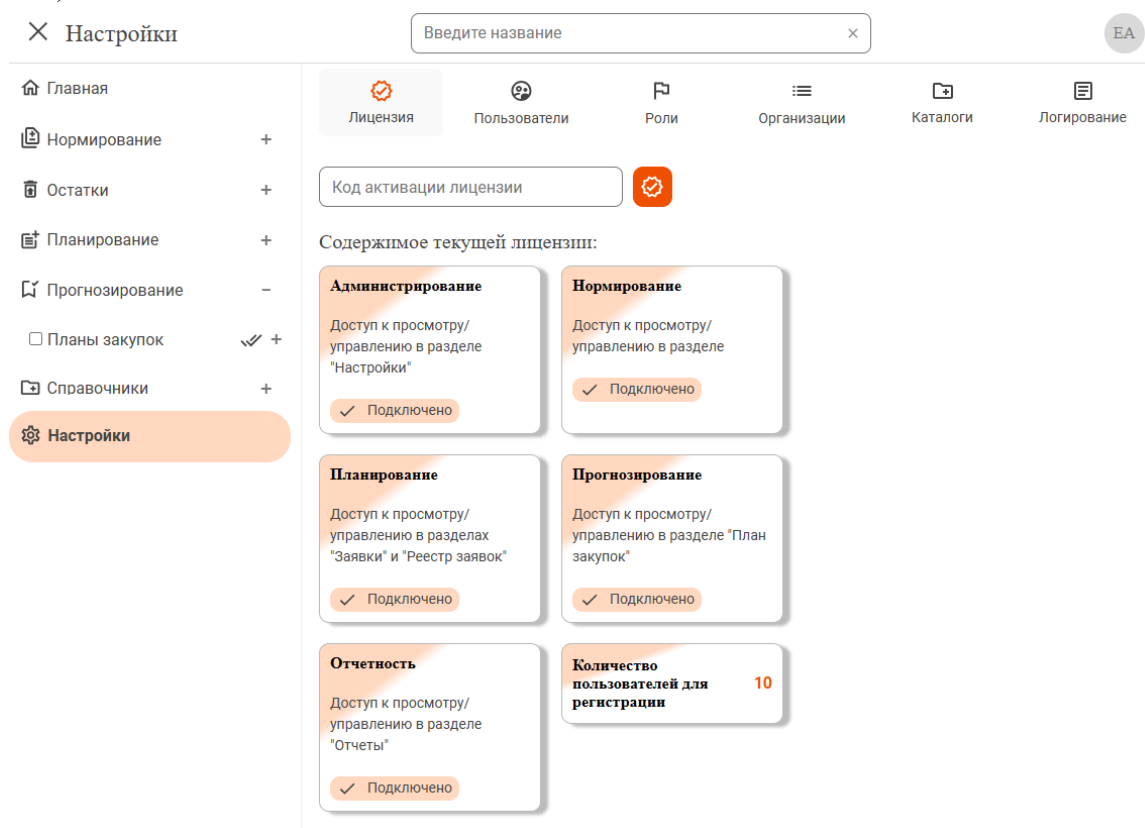 Настройки
Введите название
EA
Главная
Нормирование
Остатки
Планирование
Прогнозирование
Планы закупок
Справочники
Настройки
Лицензия
Пользователи
Роли
Организации
Каталоги
Логирование
Код активации лицензии
Содержимое текущей лицензии:
Администрирование
Доступ к просмотру/
управлению в разделе
"Настройки"
Подключено
Нормирование
Доступ к просмотру/
управлению в разделе
Подключено
Планирование
Доступ к просмотру/
управлению в разделах
"Заявки" и "Реестр заявок"
Подключено
Прогнозирование
Доступ к просмотру/
управлению в разделе "План
закупок"
Подключено
Отчетность
Доступ к просмотру/
управлению в разделе
"Отчеты"
Подключено
Количество
пользователей для
регистрации
10